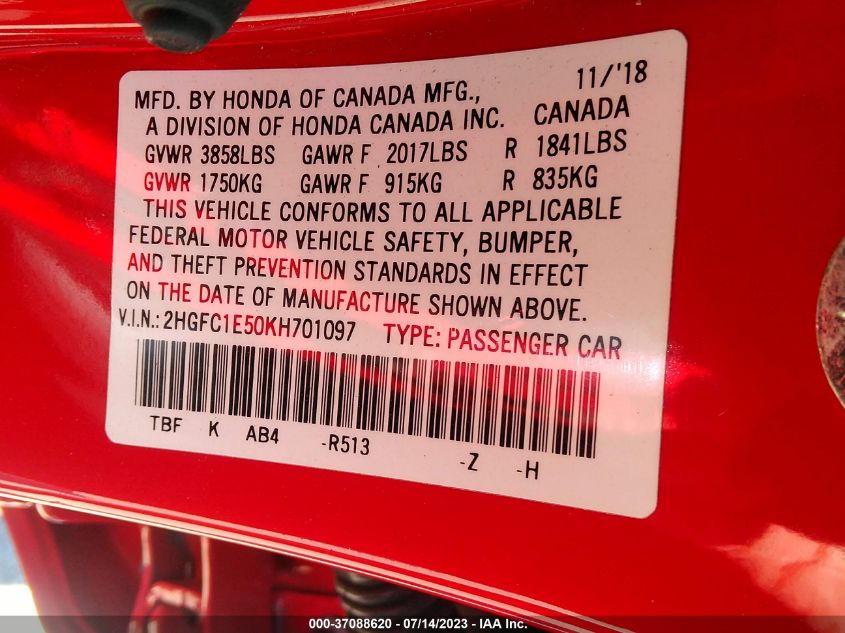 11/'18
MFD. BY HONDA OF CANADA MFG.,
A DIVISION OF HONDA CANADA INC. CANADA
GVWR 3858LBS GAWR F 2017LBS R 1841LBS
GVWR 1750KG GAWR F 915KG R 835KG
THIS VEHICLE CONFORMS TO ALL APPLICABLE
FEDERAL MOTOR VEHICLE SAFETY, BUMPER,
AND THEFT PREVENTION STANDARDS IN EFFECT
ON THE DATE OF MANUFACTURE SHOWN ABOVE.
V.I.N.: 2HGFC1E50KH701097 TYPE: PASSENGER CAR
TBF K AB4 -R513 -Z -H
000-37088620 - 07/14/2023 - IAA Inc.